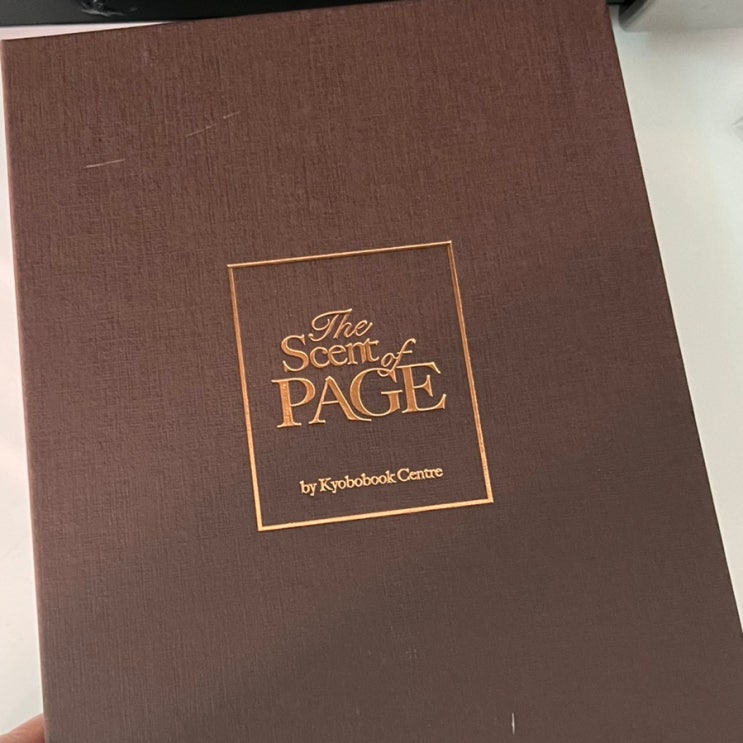 The
Scent of
PAGE
by Kyobobook Centre